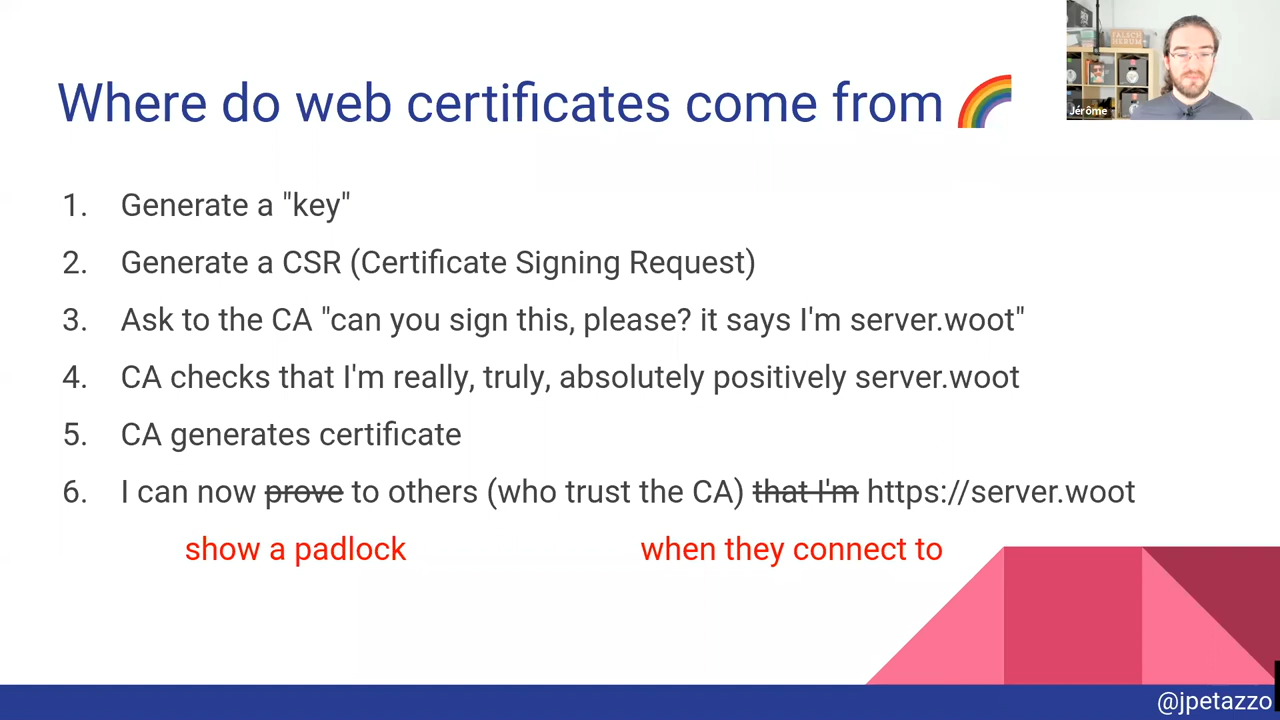 Where do web certificates come from
FALSCH
HERUM
Jérôme
1. Generate a "key"
2. Generate a CSR (Certificate Signing Request)
3. Ask to the CA "can you sign this, please? it says I'm server.woot"
4. CA checks that I'm really, truly, absolutely positively server.woot
5. CA generates certificate
6. I can now prove to others (who trust the CA) that I'm https://server.woot
show a padlock when they connect to
@jpetazzo